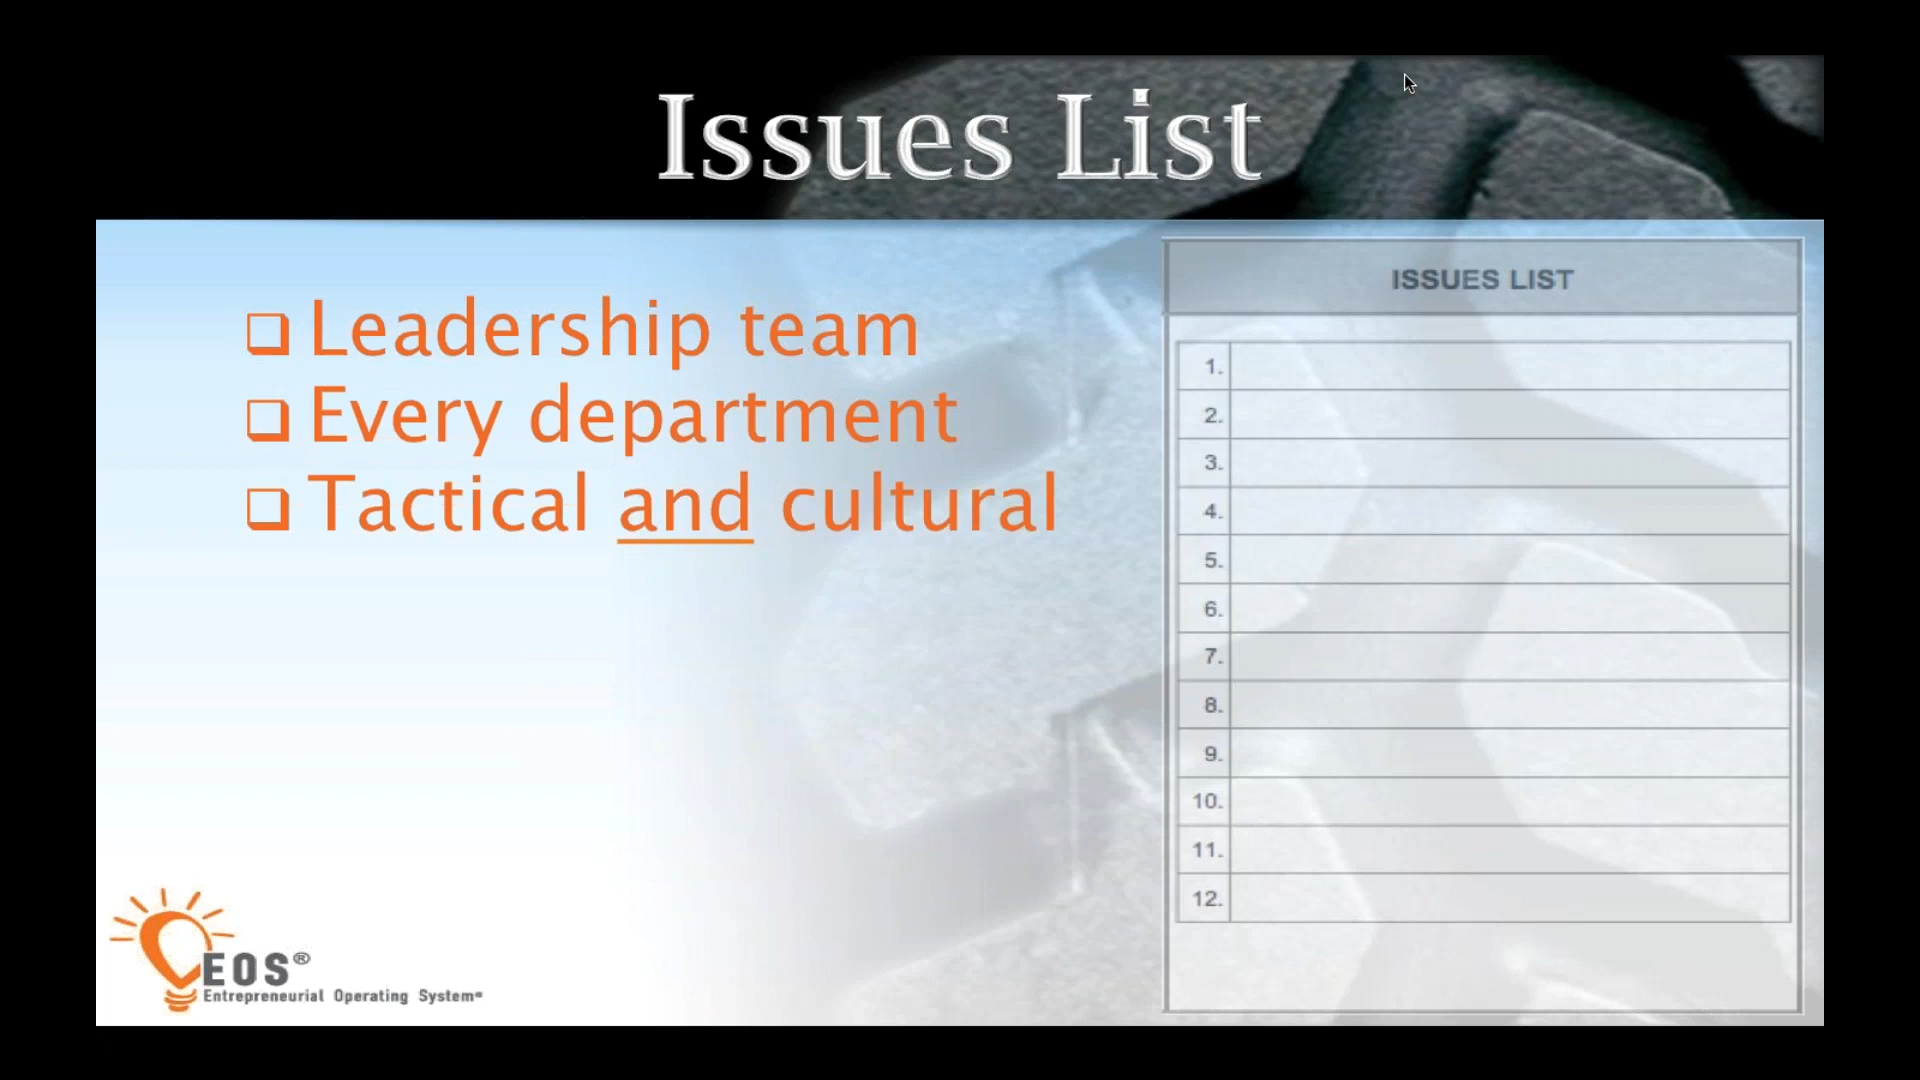 Issues List
❑ Leadership team
❑ Every department
❑ Tactical and cultural
ISSUES LIST
1.
2.
3.
4.
5.
6.
7.
8.
9.
10.
11.
12.
EOS®
Entrepreneurial Operating System®